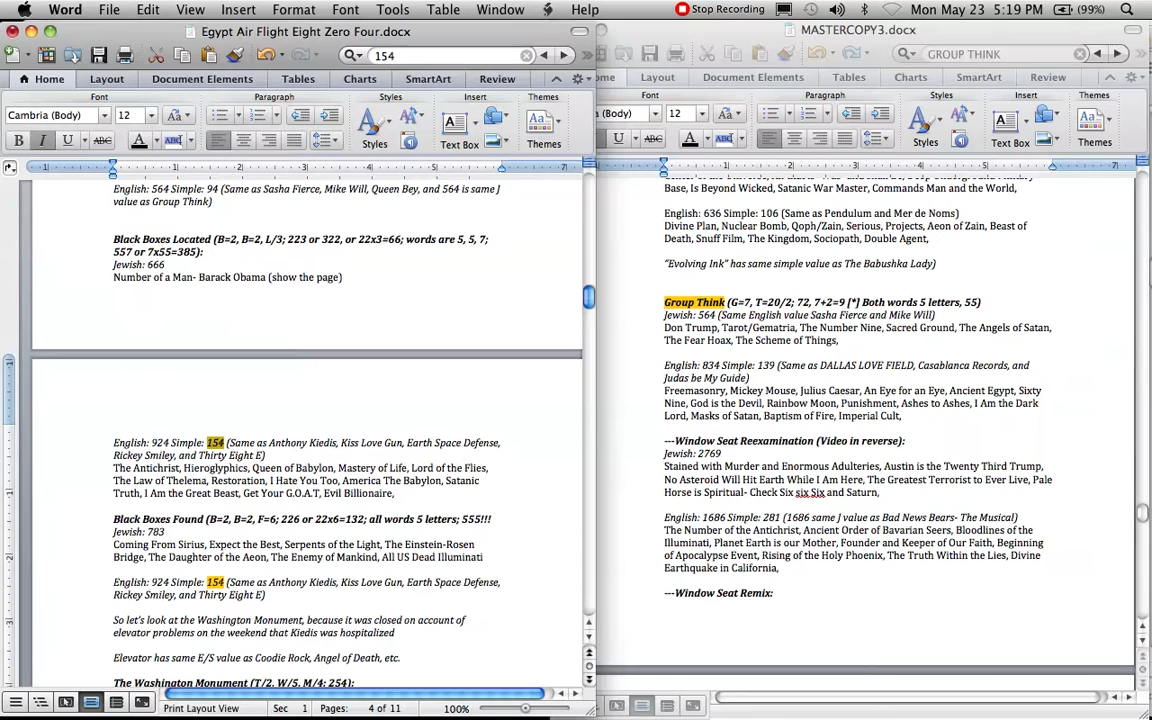 Word File Edit View Insert Format Font Tools Table Window Help Stop Recording Mon May 23 5:19 PM (99%)
Egypt Air Flight Eight Zero Four.docx
154
Home Layout Document Elements Tables Charts SmartArt Review
Font Paragraph Styles Insert Themes
Cambria (Body) 12
Styles Text Box Themes
English: 564 Simple: 94 (Same as Sasha Fierce, Mike Will, Queen Bey, and 564 is same J
value as Group Think)
Black Boxes Located (B=2, B=2, L/3; 223 or 322, or 22x3=66; words are 5, 5, 7;
557 or 7x55=385):
Jewish: 666
Number of a Man- Barack Obama (show the page)
English: 924 Simple: 154 (Same as Anthony Kiedis, Kiss Love Gun, Earth Space Defense,
Rickey Smiley, and Thirty Eight E)
The Antichrist, Hieroglyphics, Queen of Babylon, Mastery of Life, Lord of the Flies,
The Law of Thelema, Restoration, I Hate You Too, America The Babylon, Satanic
Truth, I Am the Great Beast, Get Your G.O.A.T, Evil Billionaire,
Black Boxes Found (B=2, B=2, F=6; 226 or 22x6=132; all words 5 letters; 555!!!
Jewish: 783
Coming From Sirius, Expect the Best, Serpents of the Light, The Einstein-Rosen
Bridge, The Daughter of the Aeon, The Enemy of Mankind, All US Dead Illuminati
English: 924 Simple: 154 (Same as Anthony Kiedis, Kiss Love Gun, Earth Space Defense,
Rickey Smiley, and Thirty Eight E)
So let's look at the Washington Monument, because it was closed on account of
elevator problems on the weekend that Kiedis was hospitalized
Elevator has same E/S value as Coodie Rock, Angel of Death, etc.
The Washington Monument (T/2, W/5, M/4; 254):
Print Layout View Sec 1 Pages: 4 of 11 100%
MASTERCOPY3.docx
GROUP THINK
ome Layout Document Elements Tables Charts SmartArt Review
Font Paragraph Styles Insert Themes
a (Body) 12
Styles Text Box Themes
Base, Is Beyond Wicked, Satanic War Master, Commands Man and the World,
English: 636 Simple: 106 (Same as Pendulum and Mer de Noms)
Divine Plan, Nuclear Bomb, Qoph/Zain, Serious, Projects, Aeon of Zain, Beast of
Death, Snuff Film, The Kingdom, Sociopath, Double Agent,
"Evolving Ink" has same simple value as The Babushka Lady)
Group Think (G=7, T=20/2; 72, 7+2=9 [*] Both words 5 letters, 55)
Jewish: 564 (Same English value Sasha Fierce and Mike Will)
Don Trump, Tarot/Gematria, The Number Nine, Sacred Ground, The Angels of Satan,
The Fear Hoax, The Scheme of Things,
English: 834 Simple: 139 (Same as DALLAS LOVE FIELD, Casablanca Records, and
Judas be My Guide)
Freemasonry, Mickey Mouse, Julius Caesar, An Eye for an Eye, Ancient Egypt, Sixty
Nine, God is the Devil, Rainbow Moon, Punishment, Ashes to Ashes, I Am the Dark
Lord, Masks of Satan, Baptism of Fire, Imperial Cult,
---Window Seat Reexamination (Video in reverse):
Jewish: 2769
Stained with Murder and Enormous Adulteries, Austin is the Twenty Third Trump,
No Asteroid Will Hit Earth While I Am Here, The Greatest Terrorist to Ever Live, Pale
Horse is Spiritual- Check Six six Six and Saturn,
English: 1686 Simple: 281 (1686 same J value as Bad News Bears- The Musical)
The Number of the Antichrist, Ancient Order of Bavarian Seers, Bloodlines of the
Illuminati, Planet Earth is our Mother, Founder and Keeper of Our Faith, Beginning
of Apocalypse Event, Rising of the Holy Phoenix, The Truth Within the Lies, Divine
Earthquake in California,
---Window Seat Remix: